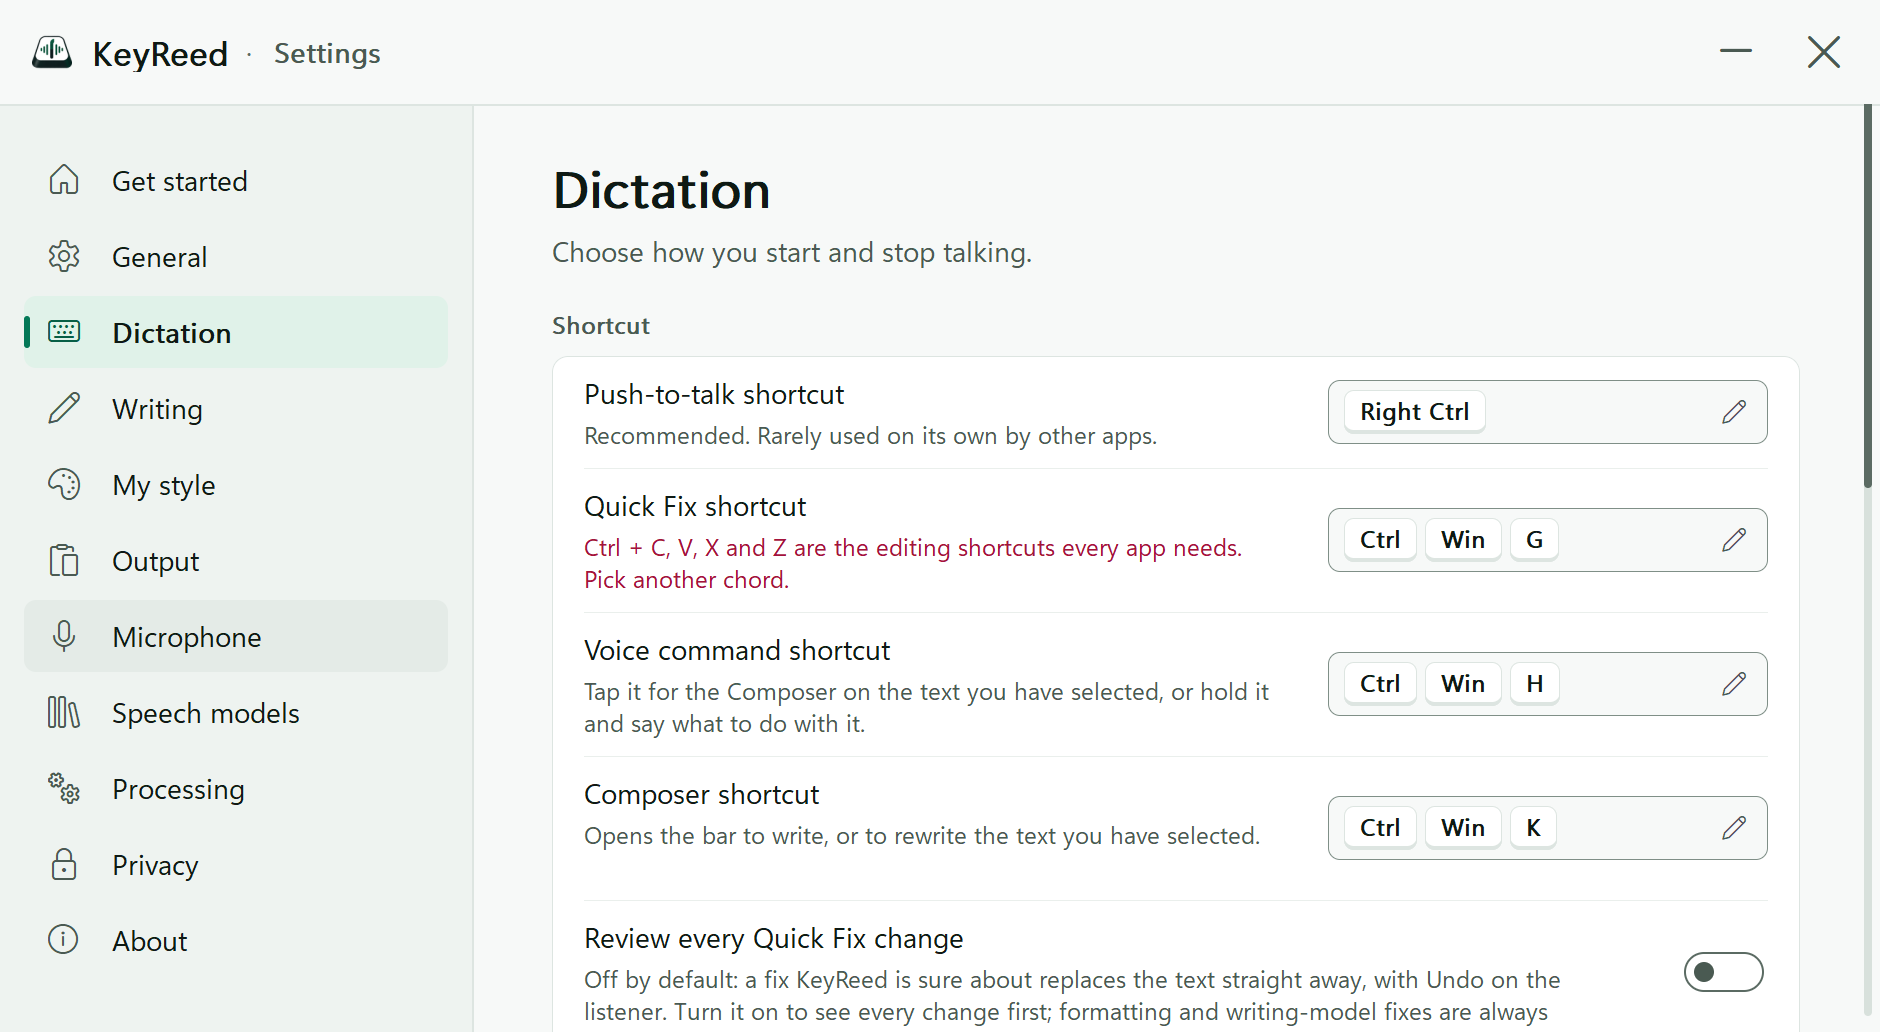 KeyReed · Settings
Get started
General
Dictation
Writing
My style
Output
Microphone
Speech models
Processing
Privacy
About
Dictation
Choose how you start and stop talking.
Shortcut
Push-to-talk shortcut
Recommended. Rarely used on its own by other apps.
Right Ctrl
Quick Fix shortcut
Ctrl + C, V, X and Z are the editing shortcuts every app needs.
Pick another chord.
Ctrl Win G
Voice command shortcut
Tap it for the Composer on the text you have selected, or hold it
and say what to do with it.
Ctrl Win H
Composer shortcut
Opens the bar to write, or to rewrite the text you have selected.
Ctrl Win K
Review every Quick Fix change
Off by default: a fix KeyReed is sure about replaces the text straight away, with Undo on the
listener. Turn it on to see every change first; formatting and writing-model fixes are always